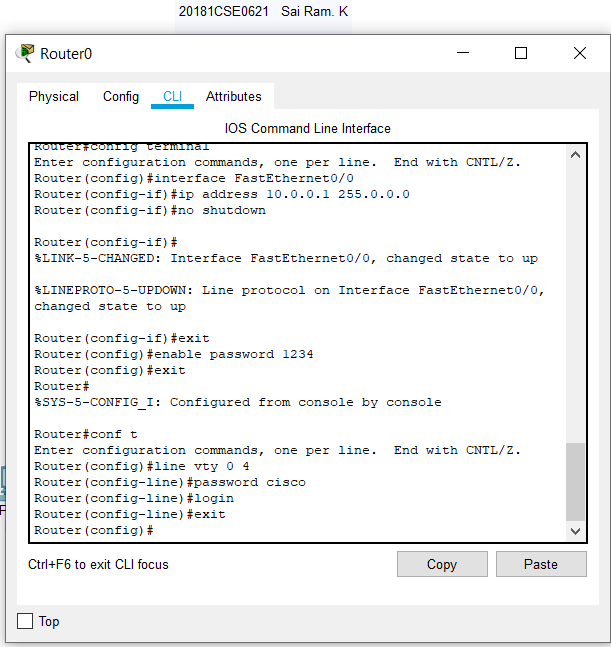 20181CSE0621 Sai Ram. K
Router0
Physical Config CLI Attributes
IOS Command Line Interface
Router#config terminal
Enter configuration commands, one per line.  End with CNTL/Z.
Router(config)#interface FastEthernet0/0
Router(config-if)#ip address 10.0.0.1 255.0.0.0
Router(config-if)#no shutdown
Router(config-if)#
%LINK-5-CHANGED: Interface FastEthernet0/0, changed state to up
%LINEPROTO-5-UPDOWN: Line protocol on Interface FastEthernet0/0,
changed state to up
Router(config-if)#exit
Router(config)#enable password 1234
Router(config)#exit
Router#
%SYS-5-CONFIG_I: Configured from console by console
Router#conf t
Enter configuration commands, one per line.  End with CNTL/Z.
Router(config)#line vty 0 4
Router(config-line)#password cisco
Router(config-line)#login
Router(config-line)#exit
Router(config)#
Ctrl+F6 to exit CLI focus
Copy Paste
Top